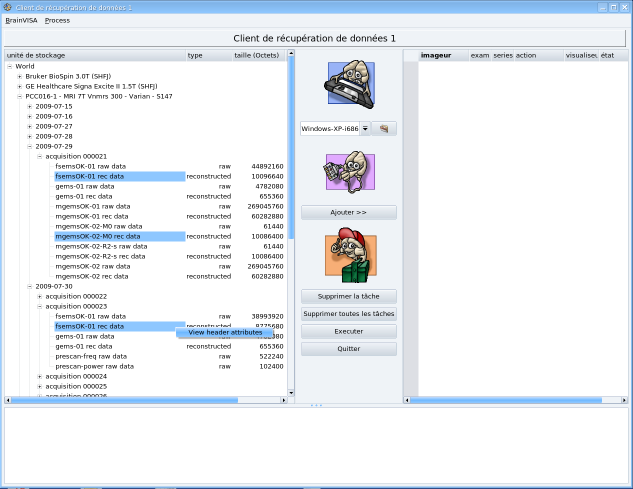 Client de récupération de données 1
BrainVISA Process
Client de récupération de données 1
unité de stockage type taille (Octets)
World
Bruker BioSpin 3.0T (SHFJ)
GE Healthcare Signa Excite II 1.5T (SHFJ)
PCC016-1 - MRI 7T Vnmrs 300 - Varian - S147
2009-07-15
2009-07-16
2009-07-27
2009-07-28
2009-07-29
acquisition 000021
fsemsOK-01 raw data raw 44892160
fsemsOK-01 rec data reconstructed 10096640
gems-01 raw data raw 4782080
gems-01 rec data reconstructed 655360
mgemsOK-01 raw data raw 269045760
mgemsOK-01 rec data reconstructed 60282880
mgemsOK-02-M0 raw data raw 61440
mgemsOK-02-M0 rec data reconstructed 10086400
mgemsOK-02-R2-s raw data raw 61440
mgemsOK-02-R2-s rec data reconstructed 10086400
mgemsOK-02 raw data raw 269045760
mgemsOK-02 rec data reconstructed 60282880
2009-07-30
acquisition 000022
acquisition 000023
fsemsOK-01 raw data raw 38993920
fsemsOK-01 rec data reconstructed 8775680
View header attributes
gems-01 raw data
gems-01 rec data reconstructed 655360
prescan-freq raw data raw 522240
prescan-power raw data raw 102400
acquisition 000024
acquisition 000025
acquisition 000026
Windows-XP-i686
Ajouter >>
Supprimer la tâche
Supprimer toutes les tâches
Executer
Quitter
imageur exam series action visualiseu état